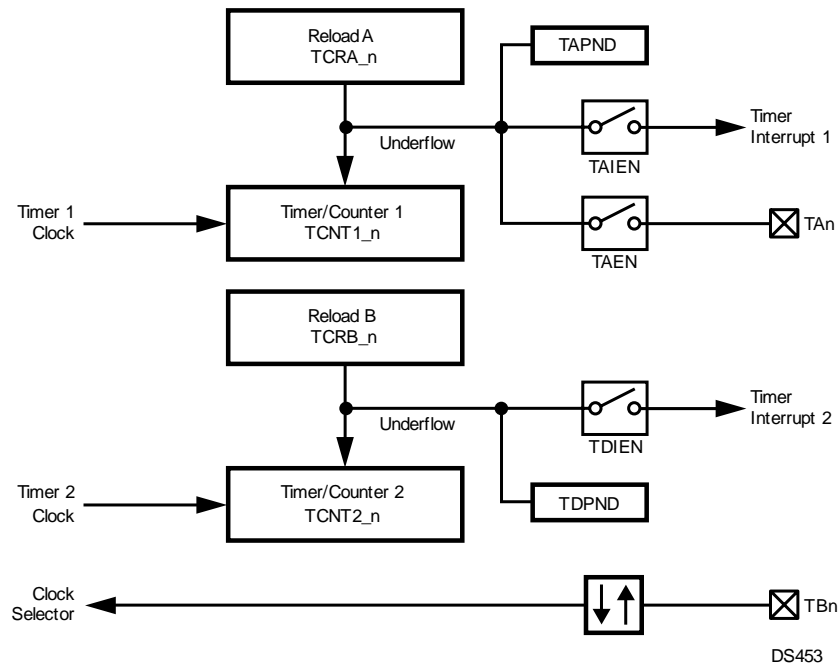 Reload A
TCRA_n
TAPND
Underflow
TAIEN
Timer
Interrupt 1
Timer 1
Clock
Timer/Counter 1
TCNT1_n
TAEN
TAn
Reload B
TCRB_n
Underflow
TDIEN
Timer
Interrupt 2
Timer 2
Clock
Timer/Counter 2
TCNT2_n
TDPND
Clock
Selector
TBn
DS453